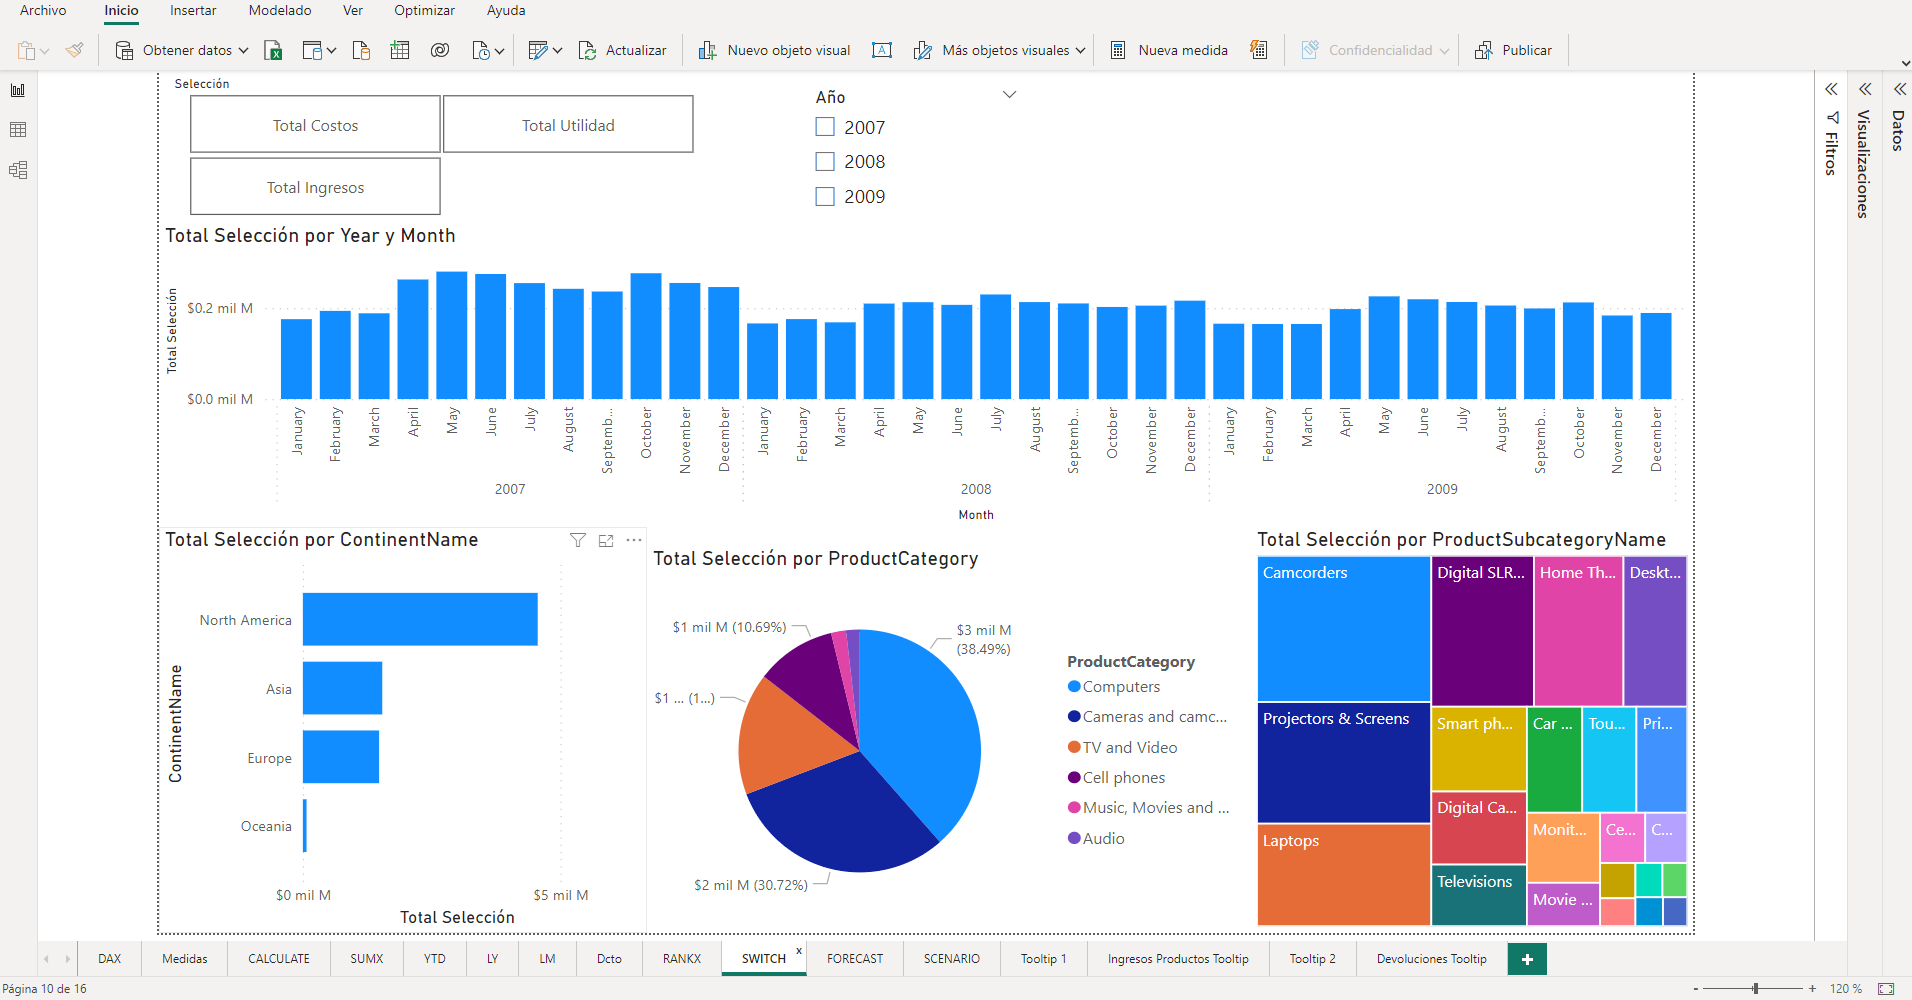 Archivo Inicio Insertar Modelado Ver Optimizar Ayuda
Obtener datos Actualizar Nuevo objeto visual Más objetos visuales Nueva medida Confidencialidad Publicar
Selección
Total Costos
Total Utilidad
Total Ingresos
Año
2007
2008
2009
Filtros
Visualizaciones
Datos
Total Selección por Year y Month
Total Selección
$0.2 mil M
$0.0 mil M
January February March April May June July August Septemb... October November December January February March April May June July August Septemb... October November December January February March April May June July August Septemb... October November December
2007 2008 2009
Month
Total Selección por ContinentName
ContinentName
North America
Asia
Europe
Oceania
$0 mil M $5 mil M
Total Selección
Total Selección por ProductCategory
$1 mil M (10.69%)
$3 mil M
(38.49%)
$1 ... (1...)
$2 mil M (30.72%)
ProductCategory
Computers
Cameras and camc...
TV and Video
Cell phones
Music, Movies and ...
Audio
Total Selección por ProductSubcategoryName
Camcorders
Digital SLR...
Home Th...
Deskt...
Projectors & Screens
Smart ph...
Car ...
Tou...
Pri...
Digital Ca...
Monit...
Ce...
C...
Laptops
Televisions
Movie ...
DAX Medidas CALCULATE SUMX YTD LY LM Dcto RANKX SWITCH x FORECAST SCENARIO Tooltip 1 Ingresos Productos Tooltip Tooltip 2 Devoluciones Tooltip +
Página 10 de 16
- + 120 %